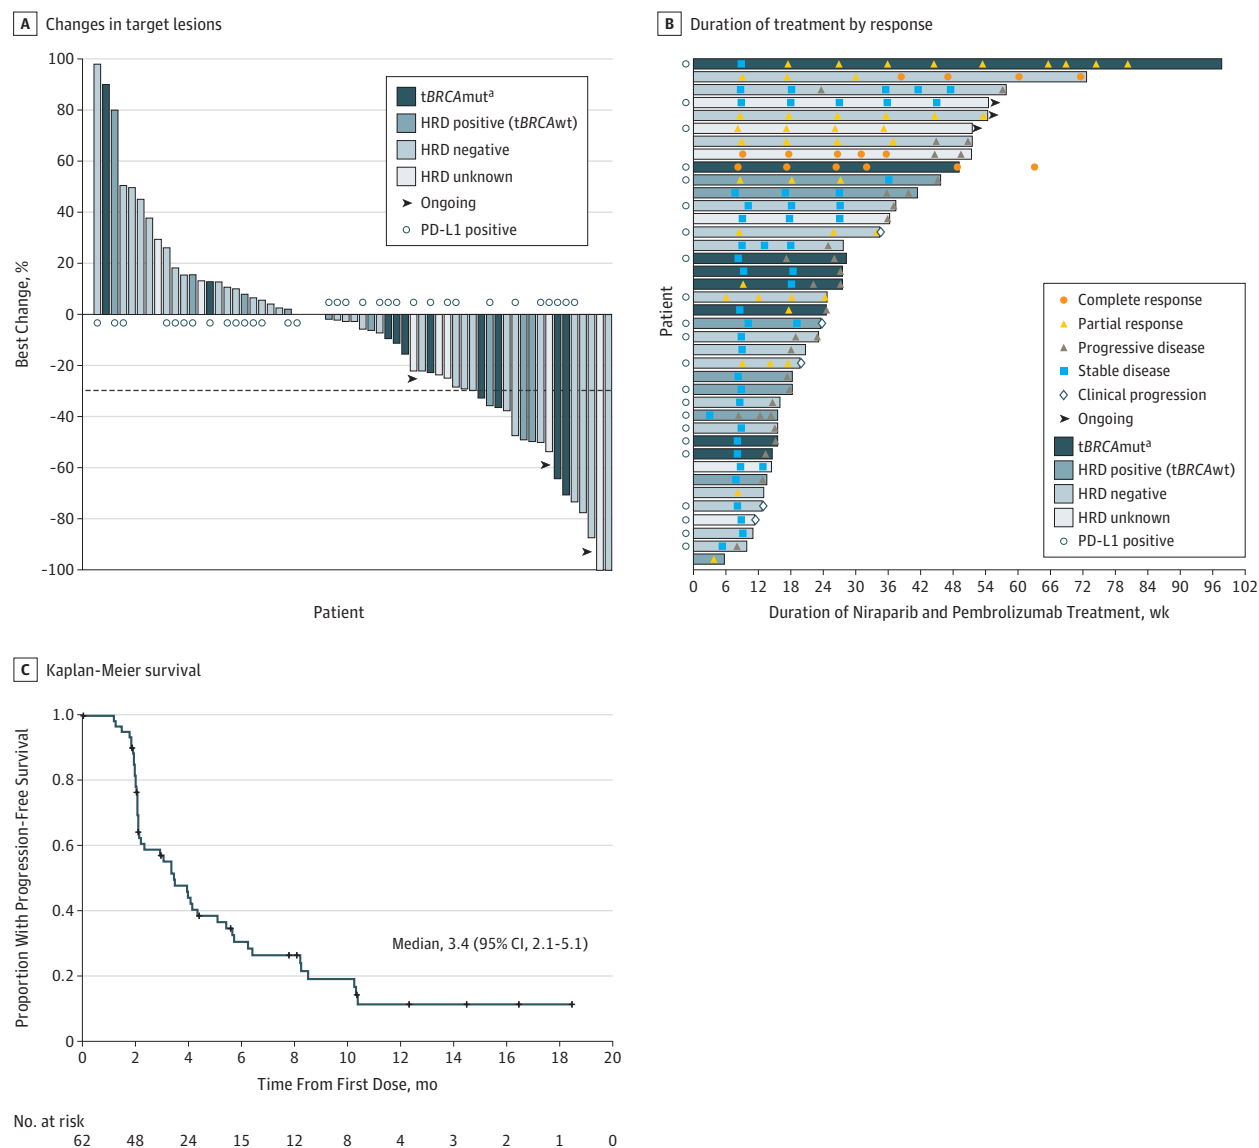 A Changes in target lesions
100
80
60
40
20
0
-20
-40
-60
-80
-100
Best Change, %
Patient
tBRCAmutᵃ
HRD positive (tBRCAwt)
HRD negative
HRD unknown
Ongoing
PD-L1 positive
B Duration of treatment by response
Patient
Complete response
Partial response
Progressive disease
Stable disease
Clinical progression
Ongoing
tBRCAmutᵃ
HRD positive (tBRCAwt)
HRD negative
HRD unknown
PD-L1 positive
0 6 12 18 24 30 36 42 48 54 60 66 72 78 84 90 96 102
Duration of Niraparib and Pembrolizumab Treatment, wk
C Kaplan-Meier survival
1.0
0.8
0.6
0.4
0.2
0
Proportion With Progression-Free Survival
Median, 3.4 (95% CI, 2.1-5.1)
0 2 4 6 8 10 12 14 16 18 20
Time From First Dose, mo
No. at risk
62 48 24 15 12 8 4 3 2 1 0